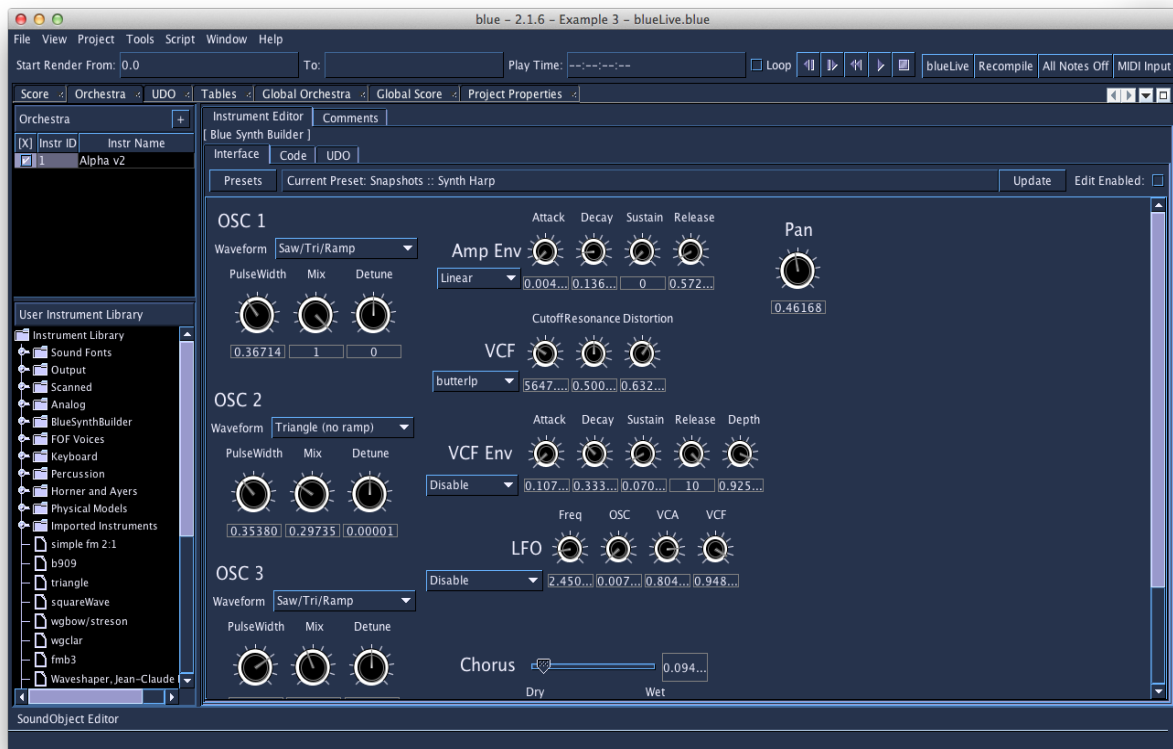 blue – 2.1.6 – Example 3 – blueLive.blue
File View Project Tools Script Window Help
Start Render From: 0.0 To: Play Time: --:--:--:-- Loop blueLive Recompile All Notes Off MIDI Input
Score Orchestra UDO Tables Global Orchestra Global Score Project Properties
Orchestra +
[X] Instr ID Instr Name
1 Alpha v2
User Instrument Library
Instrument Library
Sound Fonts
Output
Scanned
Analog
BlueSynthBuilder
FOF Voices
Keyboard
Percussion
Horner and Ayers
Physical Models
Imported Instruments
simple fm 2:1
b909
triangle
squareWave
wgbow/streson
wgclar
fmb3
Waveshaper, Jean-Claude
Instrument Editor Comments
[ Blue Synth Builder ]
Interface Code UDO
Presets Current Preset: Snapshots :: Synth Harp Update Edit Enabled:
OSC 1
Waveform Saw/Tri/Ramp
PulseWidth Mix Detune
0.36714 1 0
OSC 2
Waveform Triangle (no ramp)
PulseWidth Mix Detune
0.35380 0.29735 0.00001
OSC 3
Waveform Saw/Tri/Ramp
PulseWidth Mix Detune
Attack Decay Sustain Release
Amp Env
Linear
0.004... 0.136... 0 0.572...
Cutoff Resonance Distortion
VCF
butterlp
5647.... 0.500... 0.632...
Attack Decay Sustain Release Depth
VCF Env
Disable
0.107... 0.333... 0.070... 10 0.925...
Freq OSC VCA VCF
LFO
Disable
2.450... 0.007... 0.804... 0.948...
Chorus 0.094...
Dry Wet
Pan
0.46168
SoundObject Editor